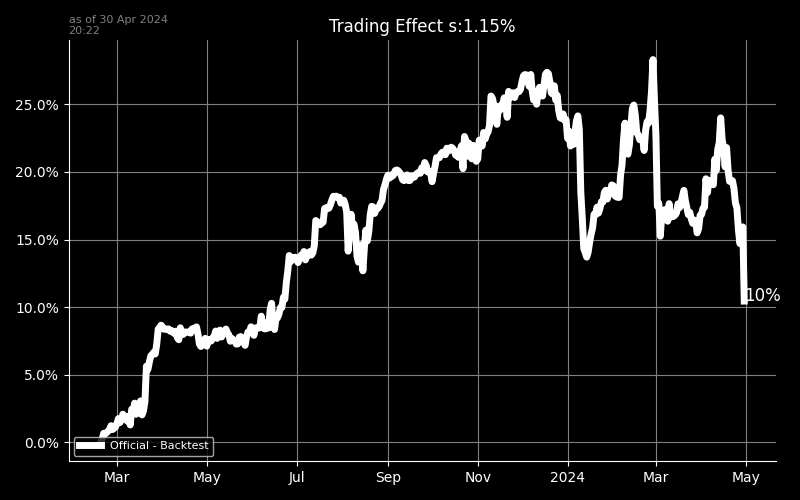 as of 30 Apr 2024
20:22
Trading Effect s:1.15%
25.0%
20.0%
15.0%
10.0%
5.0%
0.0%
10%
Official - Backtest
Mar May Jul Sep Nov 2024 Mar May